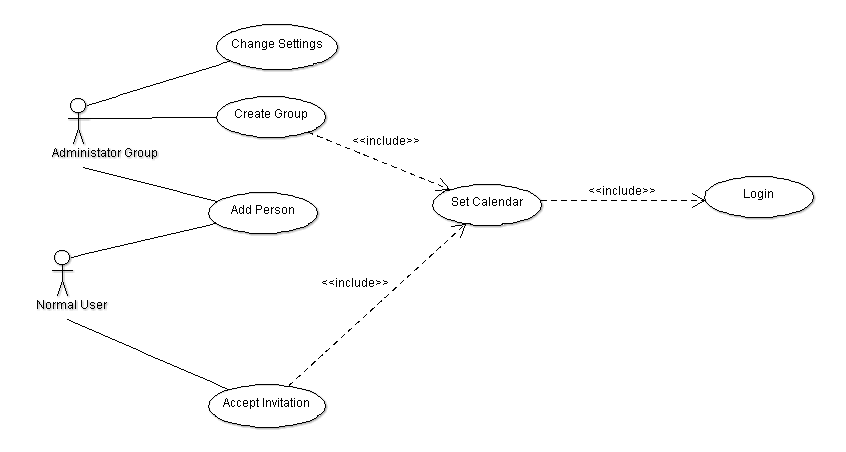 Change Settings
Create Group
<<include>>
Administator Group
<<include>>
Login
Set Calendar
Add Person
<<include>>
Normal User
Accept Invitation